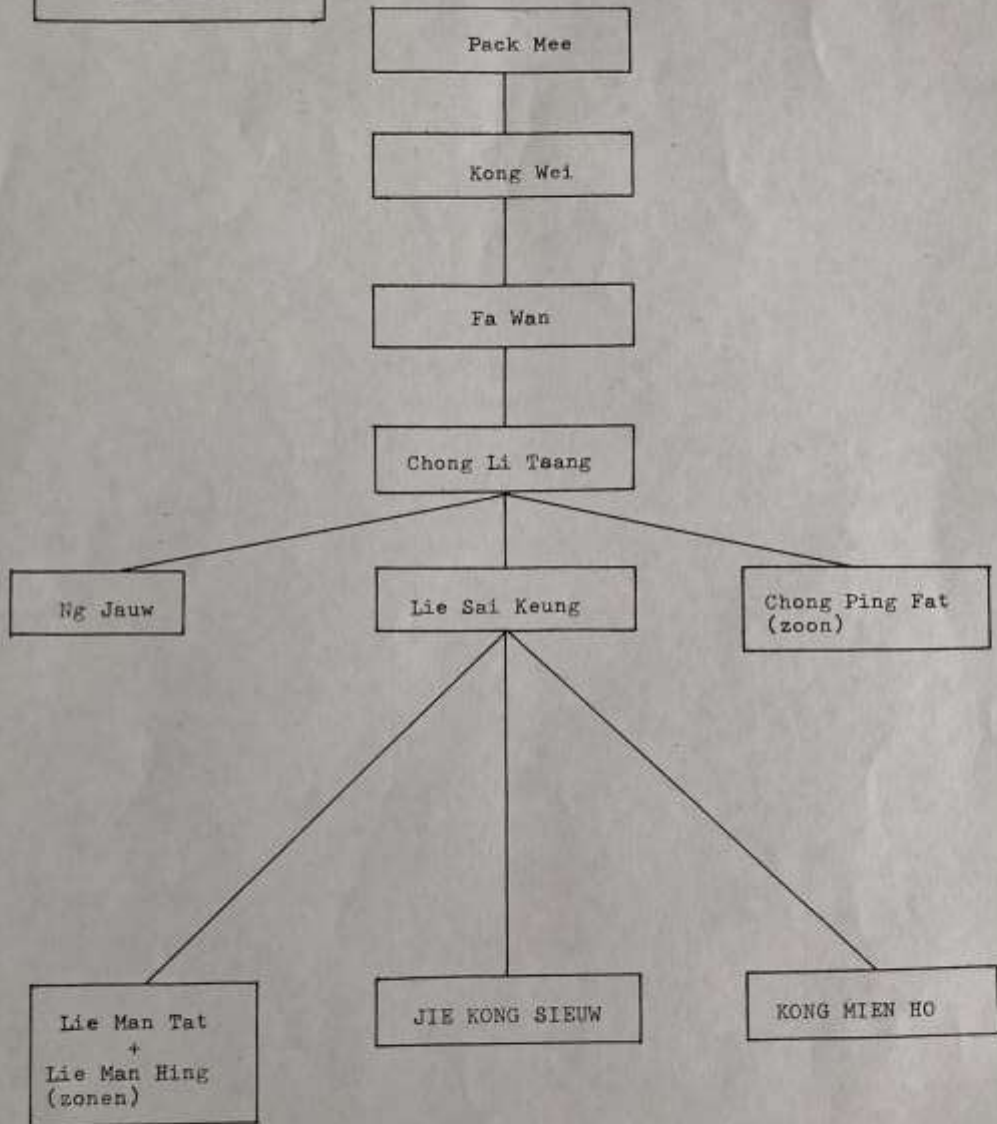 Pack Mee
Kong Wei
Fa Wan
Chong Li Tsang
Ng Jauw
Lie Sai Keung
Chong Ping Fat
(zoon)
Lie Man Tat
+
Lie Man Hing
(zonen)
JIE KONG SIEUW
KONG MIEN HO